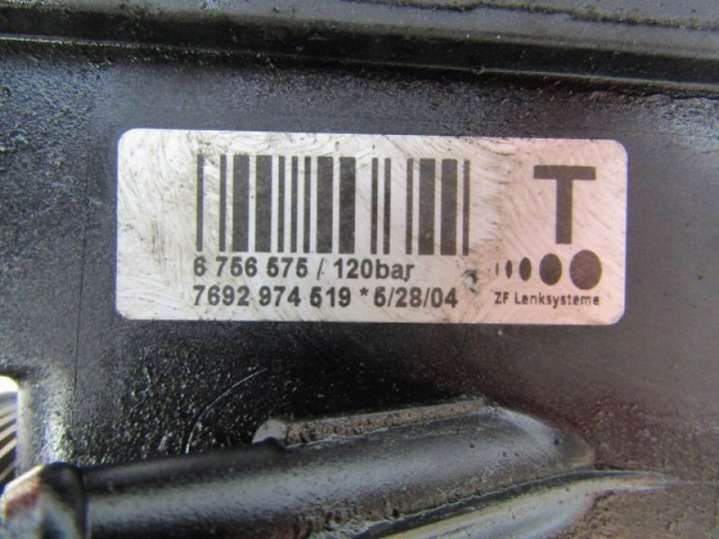 T
6 756 575 / 120bar
7692 974 519 * 5/28/04
ZF Lenksysteme